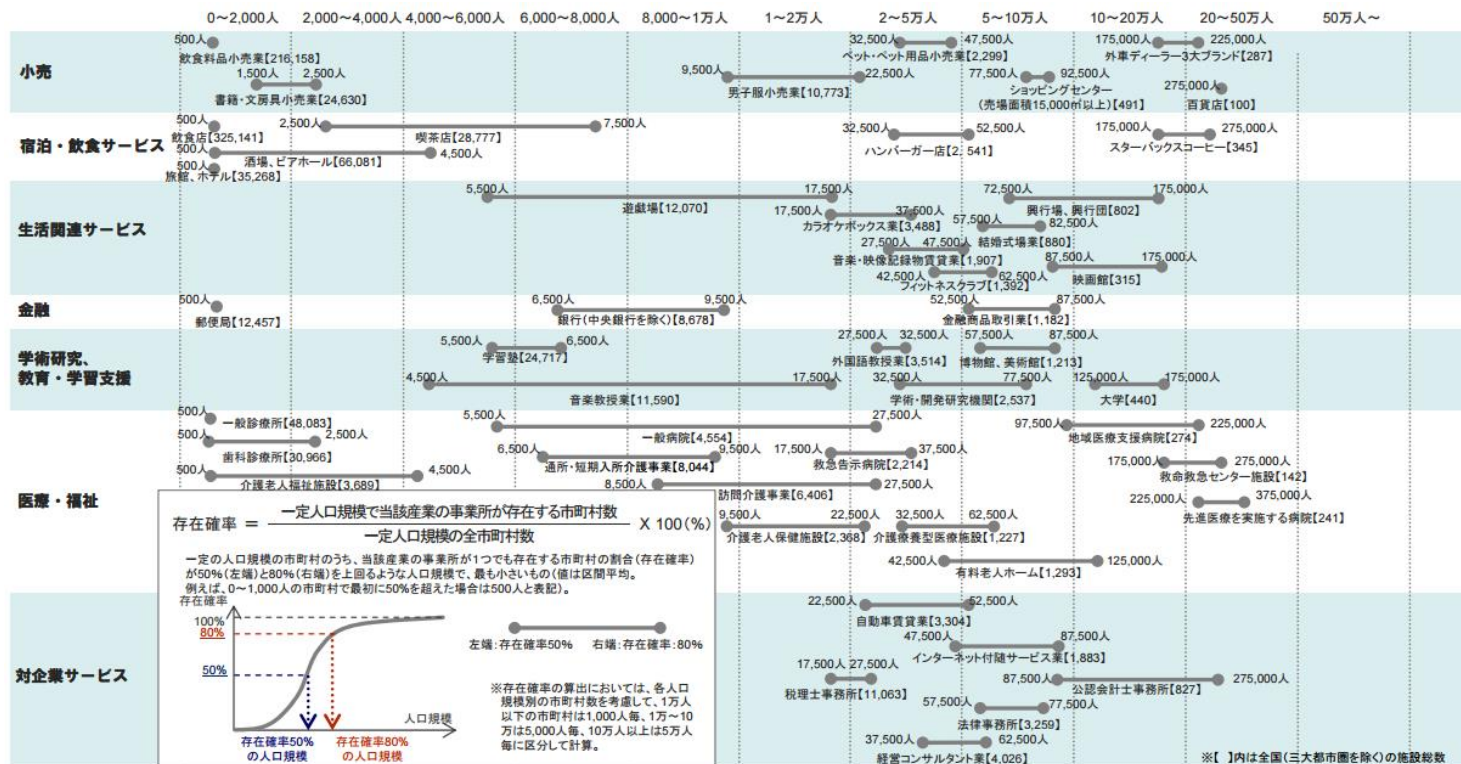 0～2,000人 2,000～4,000人 4,000～6,000人 6,000～8,000人 8,000～1万人 1～2万人 2～5万人 5～10万人 10～20万人 20～50万人 50万人～
小売
500人
飲食料品小売業【216,158】
1,500人 2,500人
書籍・文房具小売業【24,630】
9,500人 22,500人
男子服小売業【10,773】
32,500人 47,500人
ペット・ペット用品小売業【2,299】
77,500人 92,500人
ショッピングセンター
(売場面積15,000㎡以上)【491】
175,000人 225,000人
外車ディーラー3大ブランド【287】
275,000人
百貨店【100】
宿泊・飲食サービス
500人
飲食店【325,141】
2,500人 7,500人
喫茶店【28,777】
500人 4,500人
酒場、ビアホール【66,081】
500人
旅館、ホテル【35,268】
32,500人 52,500人
ハンバーガー店【2，541】
175,000人 275,000人
スターバックスコーヒー【345】
生活関連サービス
5,500人 17,500人
遊戯場【12,070】
17,500人 37,500人
カラオケボックス業【3,488】
27,500人 47,500人
音楽・映像記録物賃貸業【1,907】
42,500人 62,500人
フィットネスクラブ【1,392】
72,500人 175,000人
興行場、興行団【802】
57,500人 82,500人
結婚式場業【880】
87,500人 175,000人
映画館【315】
金融
500人
郵便局【12,457】
6,500人 9,500人
銀行(中央銀行を除く)【8,678】
52,500人 87,500人
金融商品取引業【1,182】
学術研究、
教育・学習支援
5,500人 6,500人
学習塾【24,717】
4,500人 17,500人
音楽教授業【11,590】
27,500人 32,500人
外国語教授業【3,514】
57,500人 87,500人
博物館、美術館【1,213】
32,500人 77,500人
学術・開発研究機関【2,537】
125,000人 175,000人
大学【440】
医療・福祉
500人
一般診療所【48,083】
500人 2,500人
歯科診療所【30,966】
500人 4,500人
介護老人福祉施設【3,689】
5,500人 27,500人
一般病院【4,554】
6,500人 9,500人
通所・短期入所介護事業【8,044】
8,500人 27,500人
訪問介護事業【6,406】
17,500人 37,500人
救急告示病院【2,214】
9,500人 22,500人
介護老人保健施設【2,368】
32,500人 62,500人
介護療養型医療施設【1,227】
42,500人 125,000人
有料老人ホーム【1,293】
97,500人 225,000人
地域医療支援病院【274】
175,000人 275,000人
救命救急センター施設【142】
225,000人 375,000人
先進医療を実施する病院【241】
対企業サービス
22,500人 52,500人
自動車賃貸業【3,304】
47,500人 87,500人
インターネット付随サービス業【1,883】
17,500人 27,500人
税理士事務所【11,063】
87,500人 275,000人
公認会計士事務所【827】
57,500人 77,500人
法律事務所【3,259】
37,500人 62,500人
経営コンサルタント業【4,026】
存在確率 ＝ 一定人口規模で当該産業の事業所が存在する市町村数 X 100(%)
一定人口規模の全市町村数
一定の人口規模の市町村のうち、当該産業の事業所が1つでも存在する市町村の割合(存在確率)
が50%(左端)と80%(右端)を上回るような人口規模で、最も小さいもの(値は区間平均。
例えば、0～1,000人の市町村で最初に50%を超えた場合は500人と表記)。
存在確率
100%
80%
50%
人口規模
存在確率50%
の人口規模
存在確率80%
の人口規模
左端:存在確率50% 右端:存在確率:80%
※存在確率の算出においては、各人口
規模別の市町村数を考慮して、1万人
以下の市町村は1,000人毎、1万～10
万は5,000人毎、10万人以上は5万人
毎に区分して計算。
※【 】内は全国(三大都市圏を除く)の施設総数